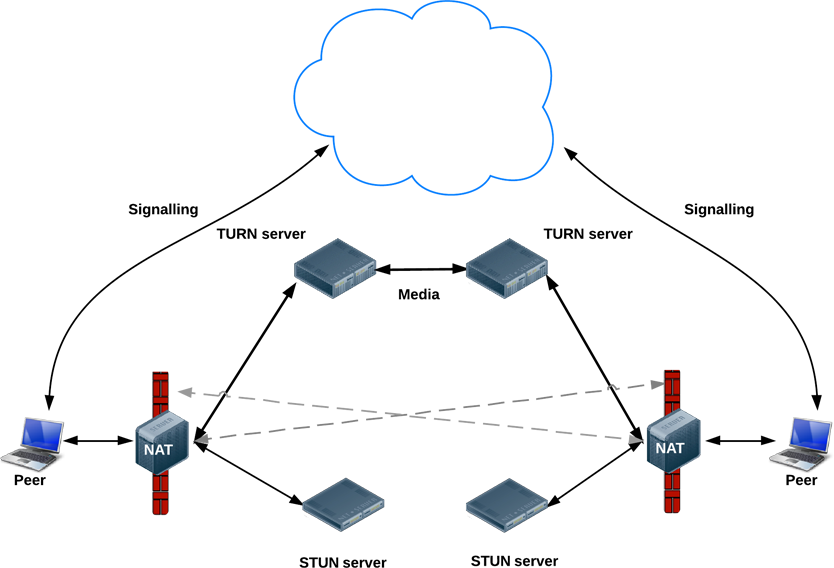 Signalling
Signalling
TURN server
TURN server
Media
NAT
NAT
Peer
Peer
STUN server
STUN server